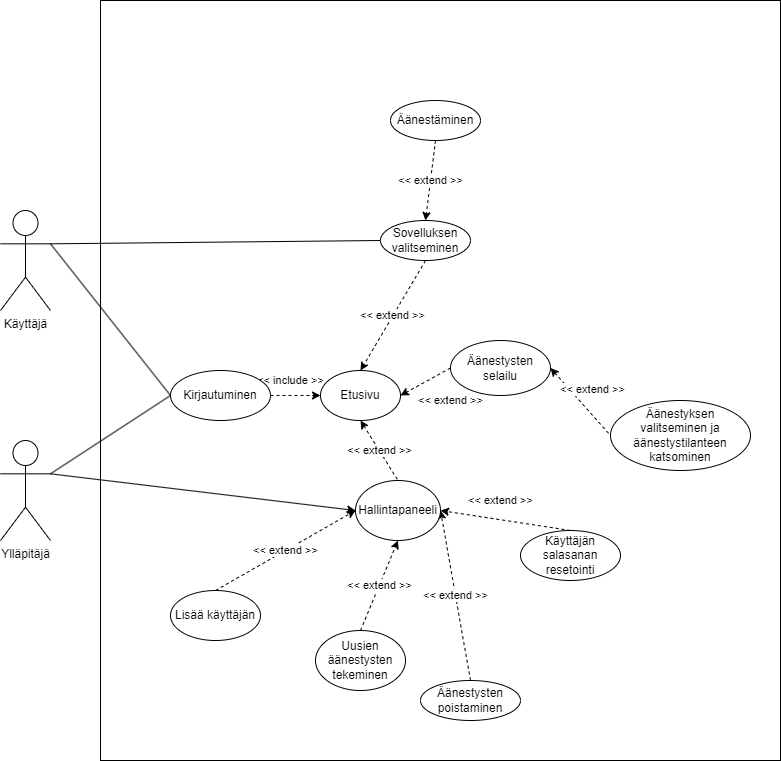 Äänestäminen
<< extend >>
Sovelluksen
valitseminen
Käyttäjä
<< extend >>
Kirjautuminen
<< include >>
Etusivu
Äänestysten
selailu
<< extend >>
<< extend >>
Äänestyksen
valitseminen ja
äänestystilanteen
katsominen
<< extend >>
Ylläpitäjä
Hallintapaneeli
<< extend >>
Käyttäjän
salasanan
resetointi
<< extend >>
Lisää käyttäjän
<< extend >>
Uusien
äänestysten
tekeminen
<< extend >>
Äänestysten
poistaminen